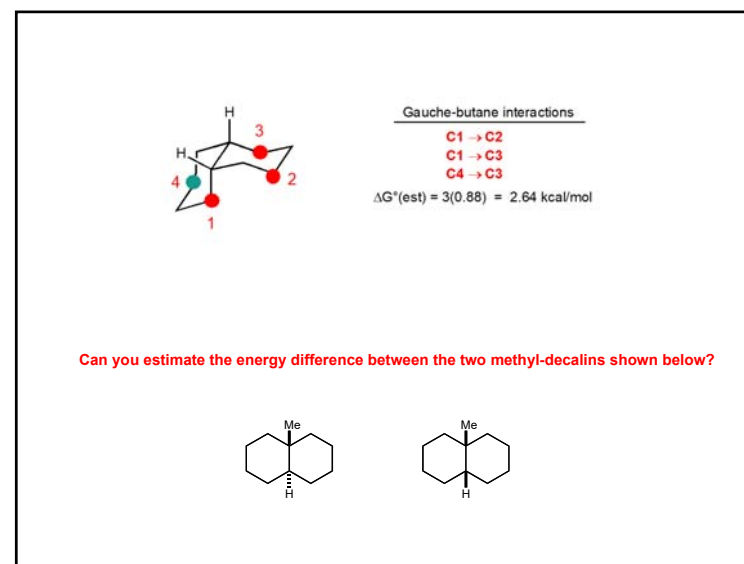 H
3
H
4
2
1
Gauche-butane interactions
C1 → C2
C1 → C3
C4 → C3
ΔG°(est) = 3(0.88) = 2.64 kcal/mol
Can you estimate the energy difference between the two methyl-decalins shown below?
Me
H
Me
H